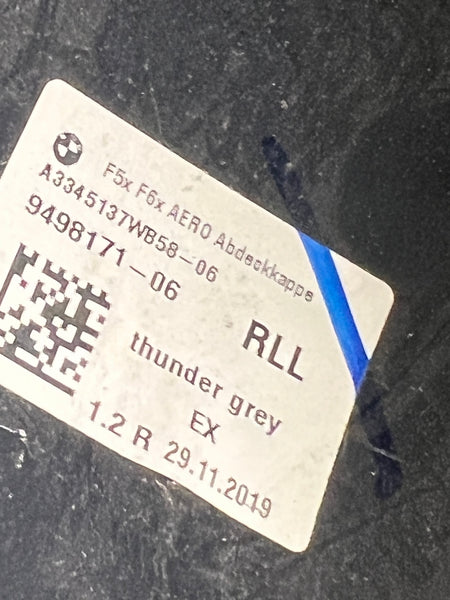 F5x F6x AERO Abdeckkappe
A3345137WB58-06
9498171-06
RLL
thunder grey
EX
1.2 R 29.11.2019